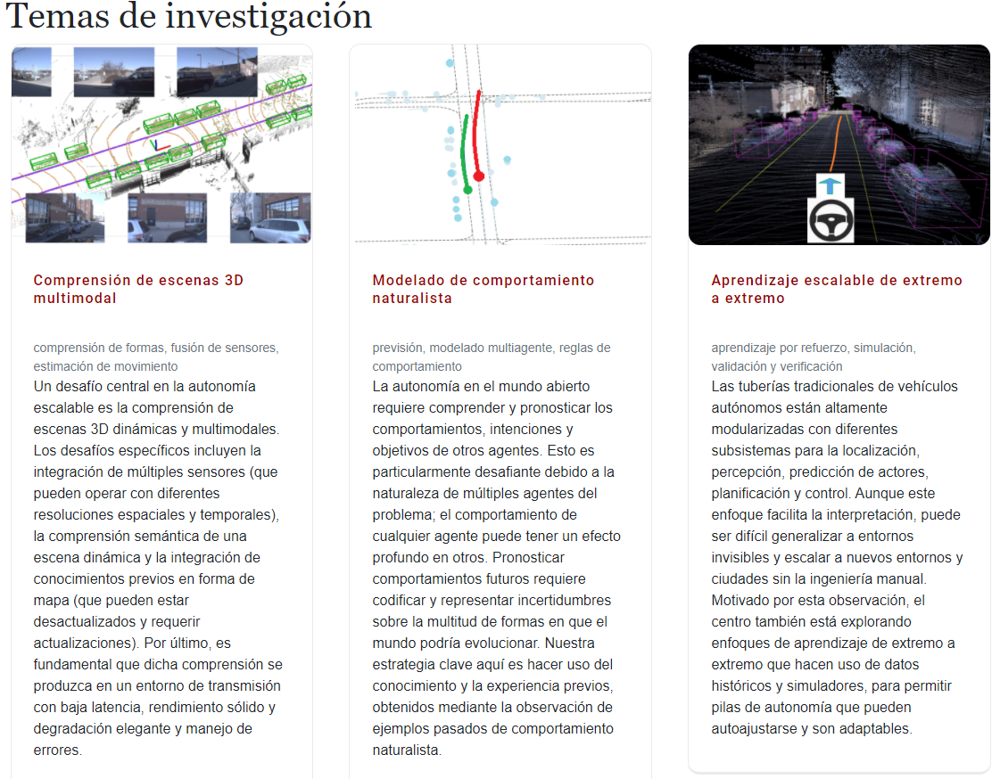 Temas de investigación
Comprensión de escenas 3D
multimodal
comprensión de formas, fusión de sensores,
estimación de movimiento
Un desafío central en la autonomía
escalable es la comprensión de
escenas 3D dinámicas y multimodales.
Los desafíos específicos incluyen la
integración de múltiples sensores (que
pueden operar con diferentes
resoluciones espaciales y temporales),
la comprensión semántica de una
escena dinámica y la integración de
conocimientos previos en forma de
mapa (que pueden estar
desactualizados y requerir
actualizaciones). Por último, es
fundamental que dicha comprensión se
produzca en un entorno de transmisión
con baja latencia, rendimiento sólido y
degradación elegante y manejo de
errores.
Modelado de comportamiento
naturalista
previsión, modelado multiagente, reglas de
comportamiento
La autonomía en el mundo abierto
requiere comprender y pronosticar los
comportamientos, intenciones y
objetivos de otros agentes. Esto es
particularmente desafiante debido a la
naturaleza de múltiples agentes del
problema; el comportamiento de
cualquier agente puede tener un efecto
profundo en otros. Pronosticar
comportamientos futuros requiere
codificar y representar incertidumbres
sobre la multitud de formas en que el
mundo podría evolucionar. Nuestra
estrategia clave aquí es hacer uso del
conocimiento y la experiencia previos,
obtenidos mediante la observación de
ejemplos pasados de comportamiento
naturalista.
Aprendizaje escalable de extremo
a extremo
aprendizaje por refuerzo, simulación,
validación y verificación
Las tuberías tradicionales de vehículos
autónomos están altamente
modularizadas con diferentes
subsistemas para la localización,
percepción, predicción de actores,
planificación y control. Aunque este
enfoque facilita la interpretación, puede
ser difícil generalizar a entornos
invisibles y escalar a nuevos entornos y
ciudades sin la ingeniería manual.
Motivado por esta observación, el
centro también está explorando
enfoques de aprendizaje de extremo a
extremo que hacen uso de datos
históricos y simuladores, para permitir
pilas de autonomía que pueden
autoajustarse y son adaptables.